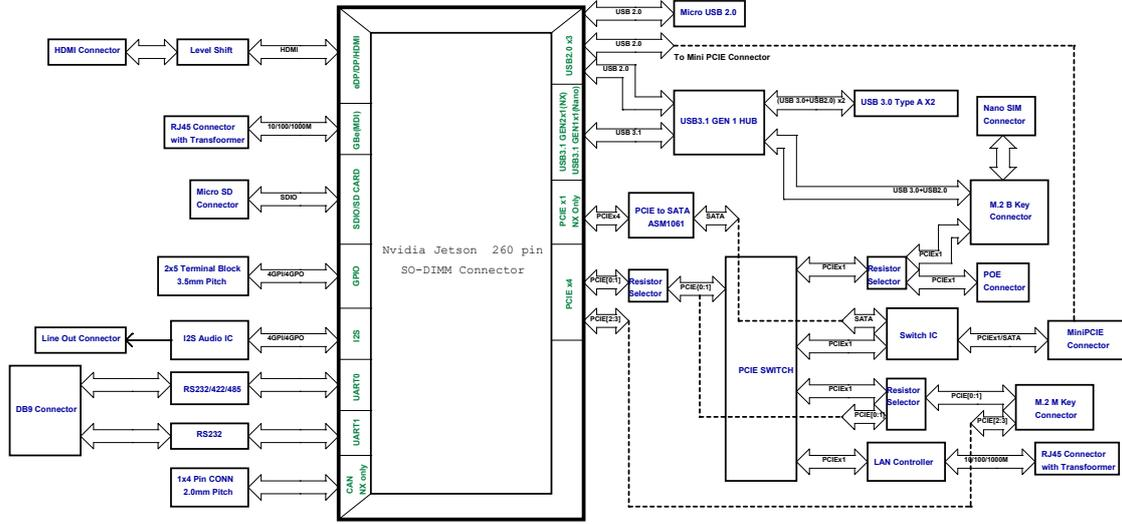 USB 2.0
Micro USB 2.0
HDMI Connector
Level Shift
HDMI
eDP/DP/HDMI
USB2.0 x3
USB 2.0
To Mini PCIE Connector
USB 2.0
RJ45 Connector
with Transfoormer
10/100/1000M
GBe(MDI)
USB3.1 GEN2x1(NX)
USB3.1 GEN1x1(Nano)
USB 3.1
USB3.1 GEN 1 HUB
(USB 3.0+USB2.0) x2
USB 3.0 Type A X2
Nano SIM
Connector
USB 3.0+USB2.0
M.2 B Key
Connector
Micro SD
Connector
SDIO
SDIO/SD CARD
PCIE x1
NX Only
PCIEx4
PCIE to SATA
ASM1061
SATA
Nvidia Jetson 260 pin
SO-DIMM Connector
2x5 Terminal Block
3.5mm Pitch
4GPI/4GPO
GPIO
PCIE x4
PCIE[0:1]
Resistor
Selector
PCIE[0:1]
PCIE[2:3]
PCIE SWITCH
PCIEx1
Resistor
Selector
PCIEx1
PCIEx1
POE
Connector
Line Out Connector
I2S Audio IC
4GPI/4GPO
I2S
SATA
PCIEx1
Switch IC
PCIEx1/SATA
MiniPCIE
Connector
DB9 Connector
RS232/422/485
UART0
PCIEx1
PCIE[0:1]
Resistor
Selector
PCIE[0:1]
PCIE[2:3]
M.2 M Key
Connector
RS232
UART1
PCIEx1
LAN Controller
10/100/1000M
RJ45 Connector
with Transfoormer
1x4 Pin CONN
2.0mm Pitch
CAN
NX only